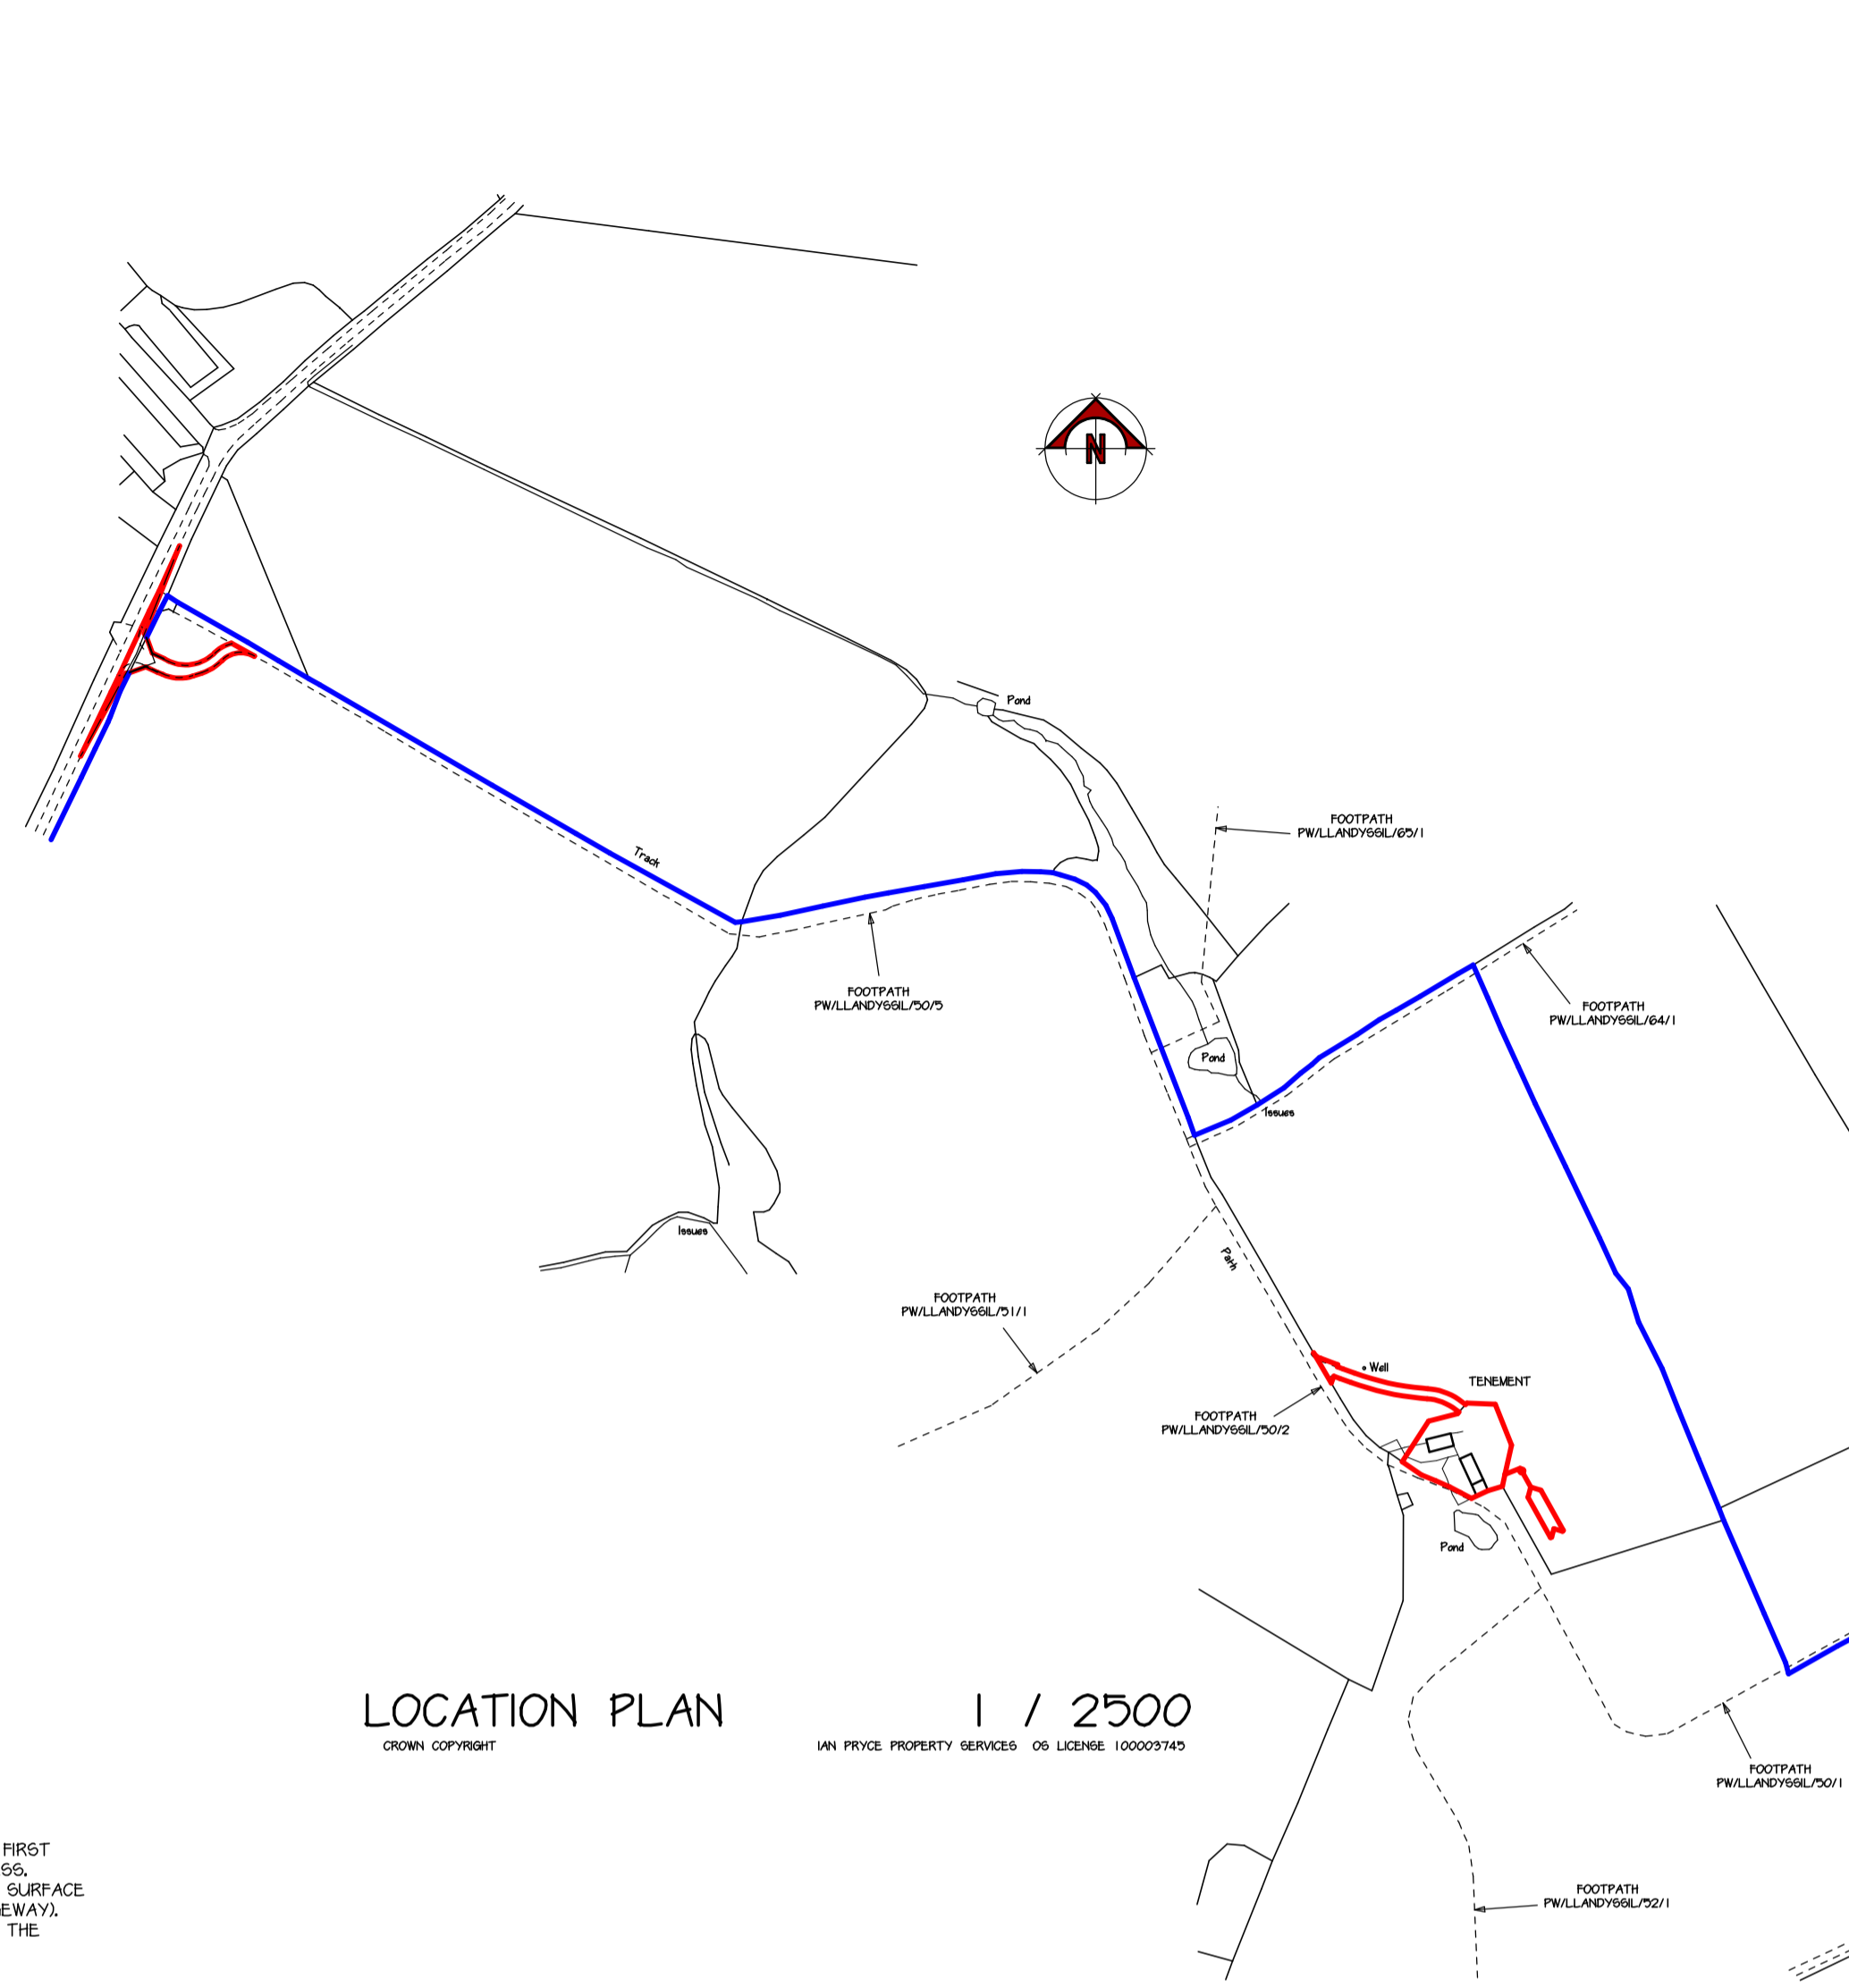 N
Pond
FOOTPATH
PW/LLANDYSSIL/65/1
Track
FOOTPATH
PW/LLANDYSSIL/50/5
FOOTPATH
PW/LLANDYSSIL/64/1
Pond
Issues
Issues
Path
FOOTPATH
PW/LLANDYSSIL/51/1
Well
TENEMENT
FOOTPATH
PW/LLANDYSSIL/50/2
Pond
LOCATION PLAN 1 / 2500
CROWN COPYRIGHT IAN PRYCE PROPERTY SERVICES OS LICENSE 100003745
FOOTPATH
PW/LLANDYSSIL/50/1
FIRST
SS.
SURFACE
EWAY).
THE
FOOTPATH
PW/LLANDYSSIL/52/1